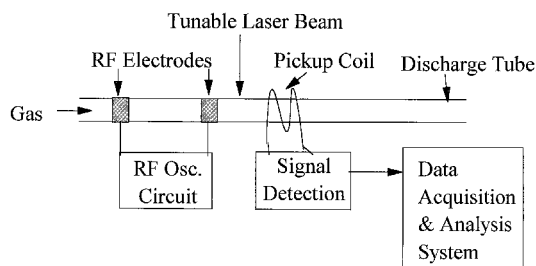 Tunable Laser Beam
RF Electrodes
Pickup Coil
Discharge Tube
Gas
RF Osc.
Circuit
Signal
Detection
Data
Acquisition
& Analysis
System